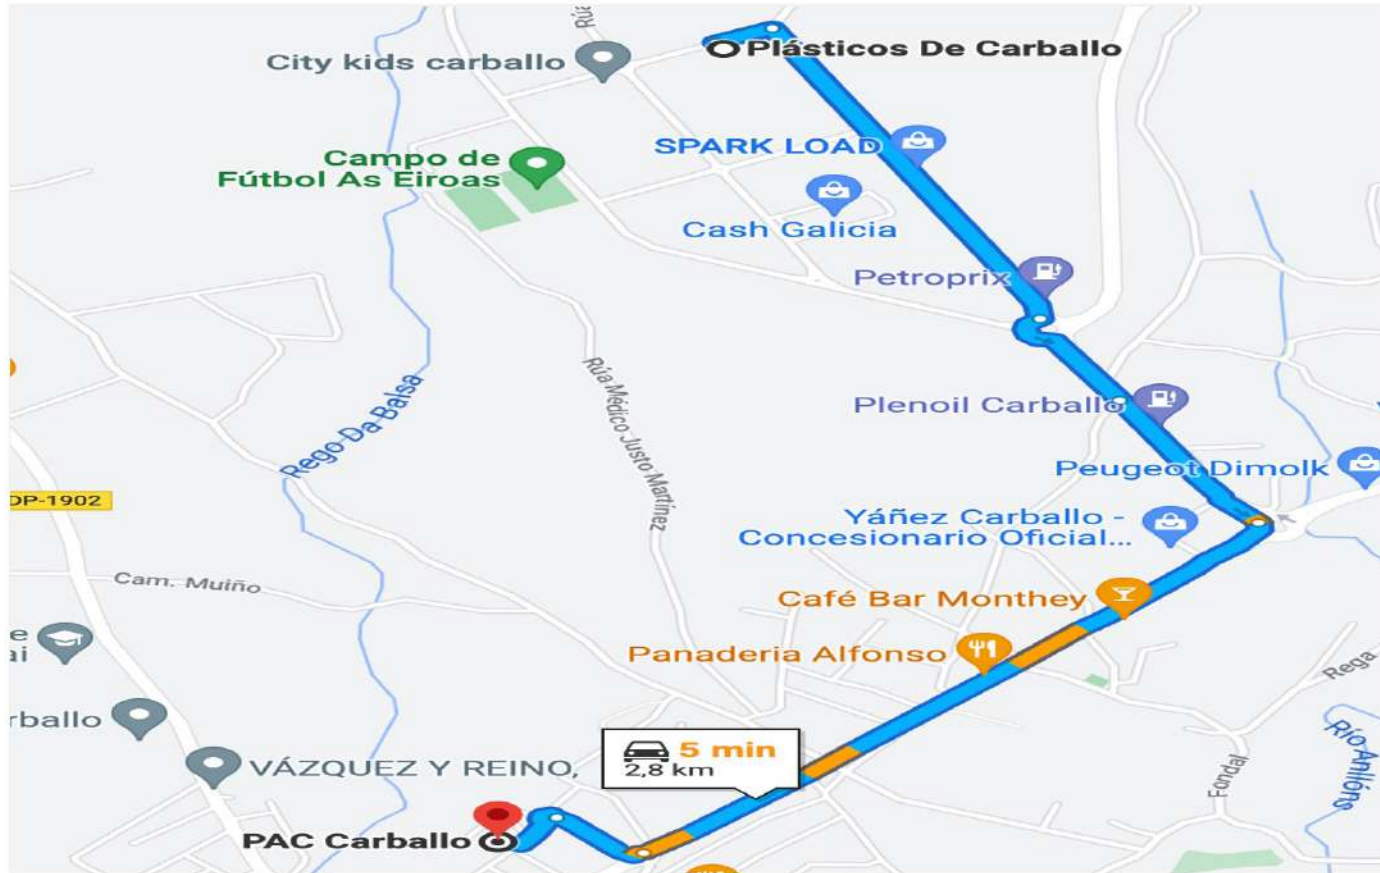 Rúa
Plásticos De Carballo
City kids carballo
SPARK LOAD
Campo de
Fútbol As Eiroas
Cash Galicia
Petroprix
Rúa Médico Justo Martínez
Rego Da Balsa
Plenoil Carballo
Peugeot Dimolk
DP-1902
Yáñez Carballo -
Concesionario Oficial...
Cam. Muíño
Café Bar Monthey
e
ai
Panaderia Alfonso
Rega
rballo
5 min
2,8 km
VÁZQUEZ Y REINO,
Fondal
Río Anllóns
PAC Carballo